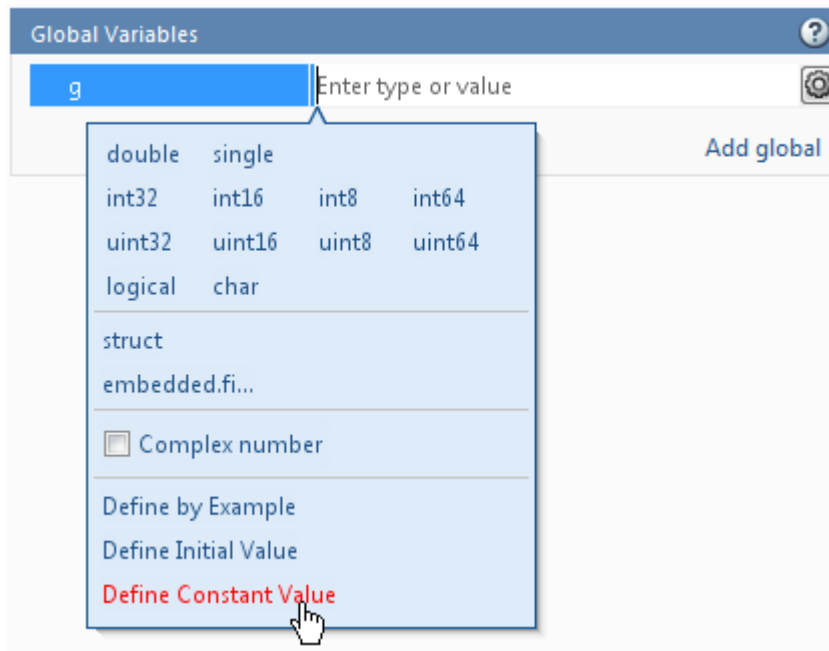 Global Variables ?
g Enter type or value
Add global
double single
int32 int16 int8 int64
uint32 uint16 uint8 uint64
logical char
struct
embedded.fi...
Complex number
Define by Example
Define Initial Value
Define Constant Value